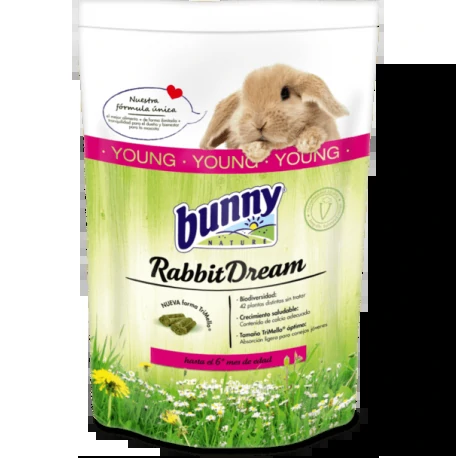 Nuestra
fórmula única
YOUNG · YOUNG · YOUNG
bunny
NATURE
RabbitDream
NUEVA forma TriMello®
· Biodiversidad:
42 plantas distintas sin tratar
· Crecimiento saludable:
Contenido de calcio adecuado
· Tamaño TriMello® óptimo:
Absorción ligera para conejos jóvenes
hasta el 6° mes de edad